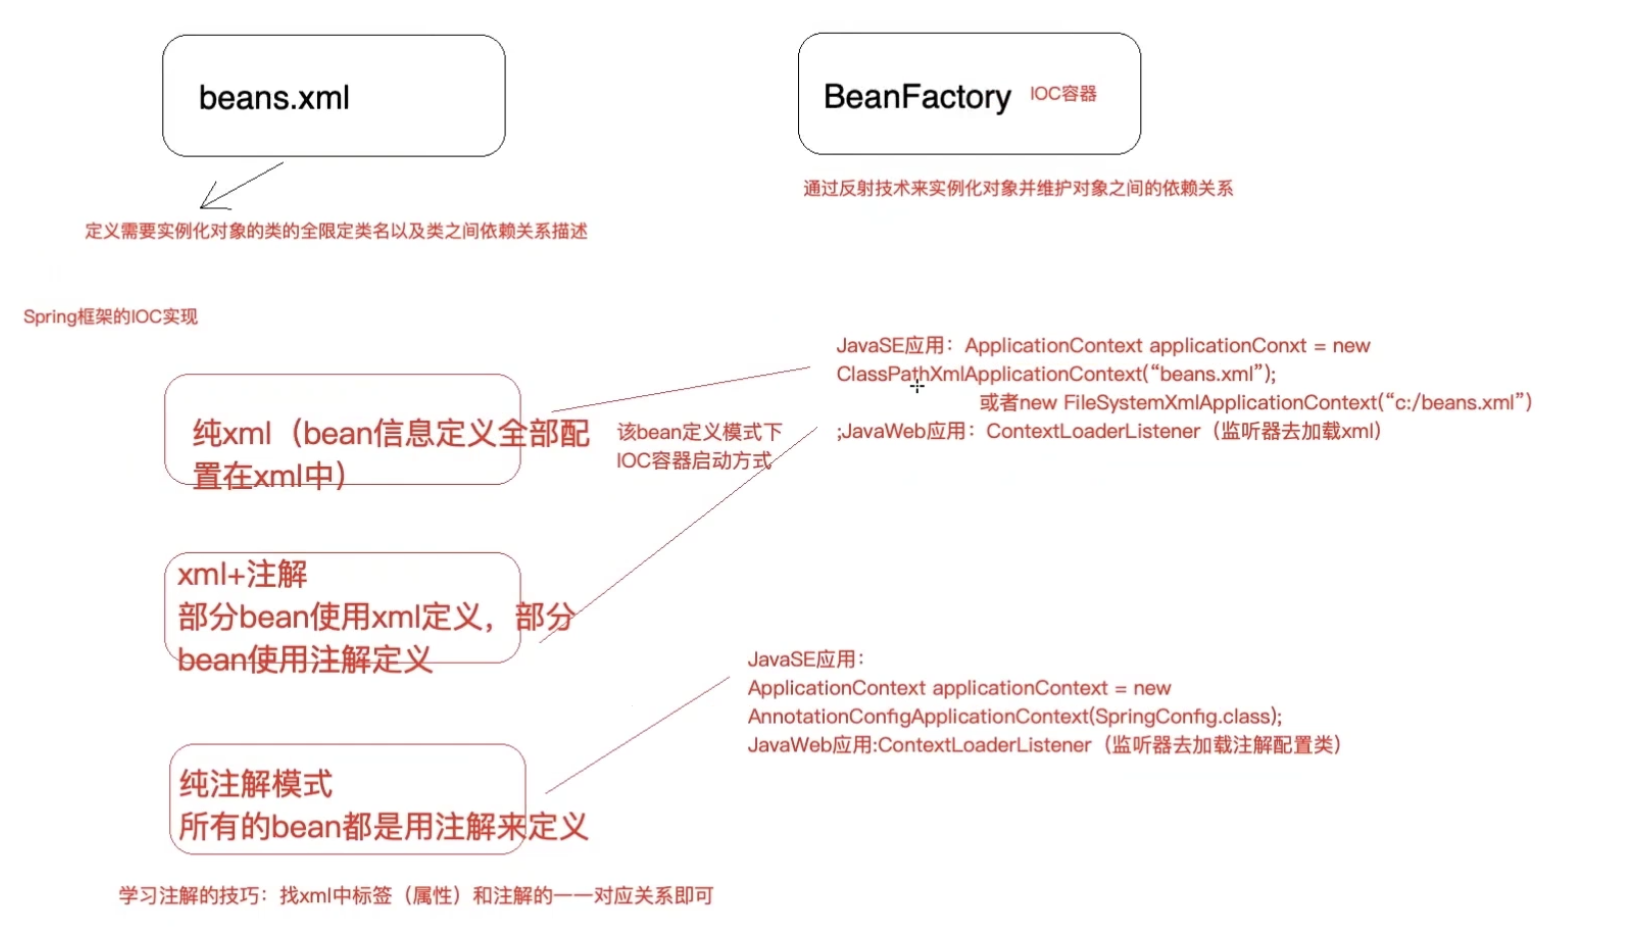 beans.xml
BeanFactory IOC容器
通过反射技术来实例化对象并维护对象之间的依赖关系
定义需要实例化对象的类的全限定类名以及类之间依赖关系描述
Spring框架的IOC实现
纯xml（bean信息定义全部配
置在xml中）
该bean定义模式下
IOC容器启动方式
JavaSE应用：ApplicationContext applicationConxt = new
ClassPathXmlApplicationContext(“beans.xml”);
或者new FileSystemXmlApplicationContext(“c:/beans.xml”)
;JavaWeb应用：ContextLoaderListener（监听器去加载xml）
xml+注解
部分bean使用xml定义，部分
bean使用注解定义
JavaSE应用：
ApplicationContext applicationContext = new
AnnotationConfigApplicationContext(SpringConfig.class);
JavaWeb应用:ContextLoaderListener（监听器去加载注解配置类）
纯注解模式
所有的bean都是用注解来定义
学习注解的技巧：找xml中标签（属性）和注解的一一对应关系即可